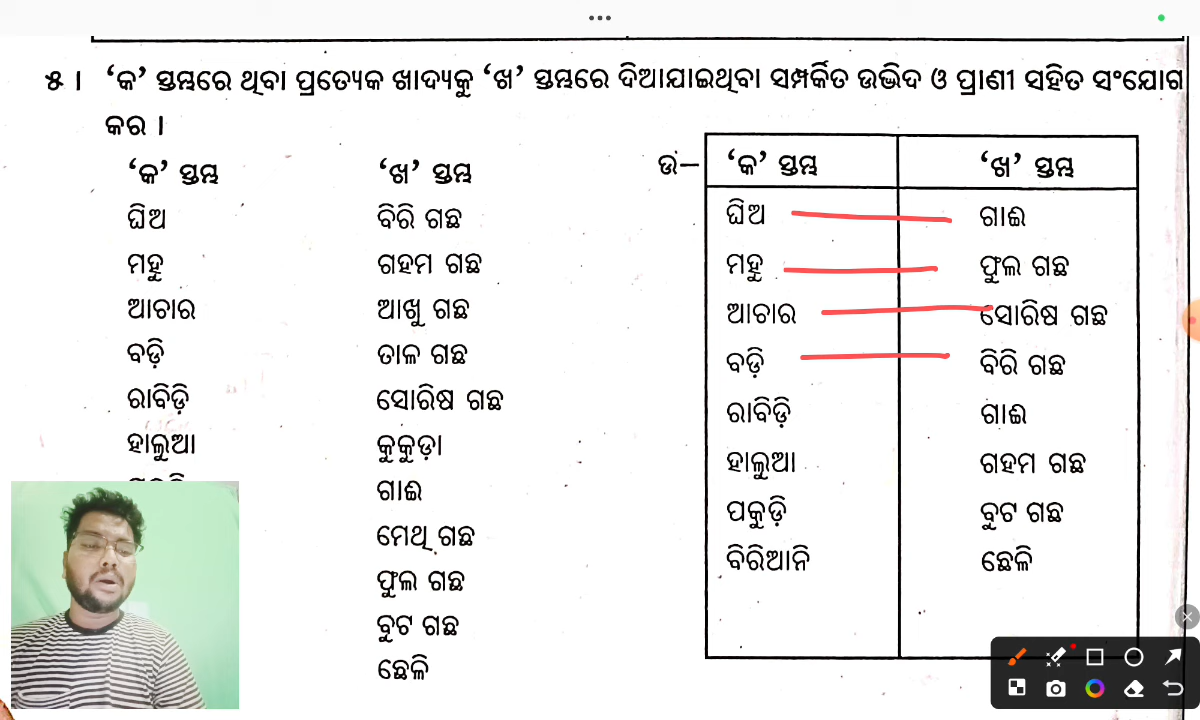 ୫ । ‘କ’ ସ୍ତମ୍ଭରେ ଥିବା ପ୍ରତ୍ୟେକ ଖାଦ୍ୟକୁ ‘ଖ’ ସ୍ତମ୍ଭରେ ଦିଆଯାଇଥିବା ସମ୍ପର୍କିତ ଉଦ୍ଭିଦ ଓ ପ୍ରାଣୀ ସହିତ ସଂଯୋଗ
କର ।
‘କ’ ସ୍ତମ୍ଭ ‘ଖ’ ସ୍ତମ୍ଭ
ଘିଅ ବିରି ଗଛ
ମହୁ ଗହମ ଗଛ
ଆଚାର ଆଖୁ ଗଛ
ବଡ଼ି ତାଳ ଗଛ
ରାବିଡ଼ି ସୋରିଷ ଗଛ
ହାଲୁଆ କୁକୁଡ଼ା
ଗାଈ
ମେଥି ଗଛ
ଫୁଲ ଗଛ
ବୁଟ ଗଛ
ଛେଳି
ଉ– ‘କ’ ସ୍ତମ୍ଭ ‘ଖ’ ସ୍ତମ୍ଭ
ଘିଅ ଗାଈ
ମହୁ ଫୁଲ ଗଛ
ଆଚାର ସୋରିଷ ଗଛ
ବଡ଼ି ବିରି ଗଛ
ରାବିଡ଼ି ଗାଈ
ହାଲୁଆ ଗହମ ଗଛ
ପକୁଡ଼ି ବୁଟ ଗଛ
ବିରିଆନି ଛେଳି